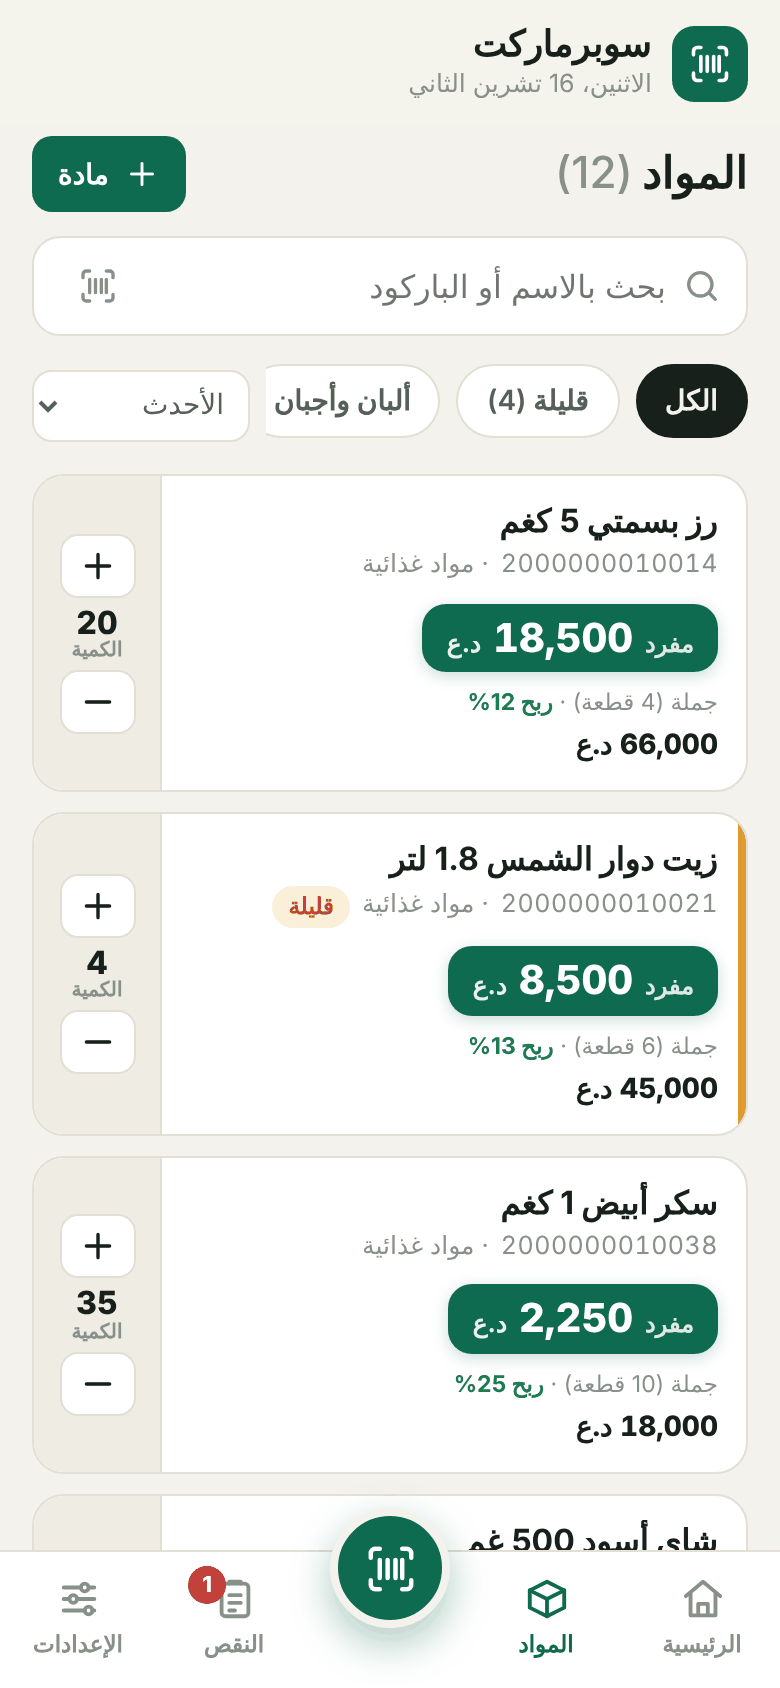 سوبرماركت
الاثنين، 16 تشرين الثاني
المواد (12)
مادة
بحث بالاسم أو الباركود
الكل
قليلة (4)
ألبان وأجبان
الأحدث
رز بسمتي 5 كغم
2000000010014 · مواد غذائية
مفرد 18,500 د.ع
جملة (4 قطعة) · ربح 12%
66,000 د.ع
20
الكمية
زيت دوار الشمس 1.8 لتر
2000000010021 · مواد غذائية قليلة
مفرد 8,500 د.ع
جملة (6 قطعة) · ربح 13%
45,000 د.ع
4
الكمية
سكر أبيض 1 كغم
2000000010038 · مواد غذائية
مفرد 2,250 د.ع
جملة (10 قطعة) · ربح 25%
18,000 د.ع
35
الكمية
شاي أسود 500 غم
الرئيسية
المواد
النقص
1
الإعدادات